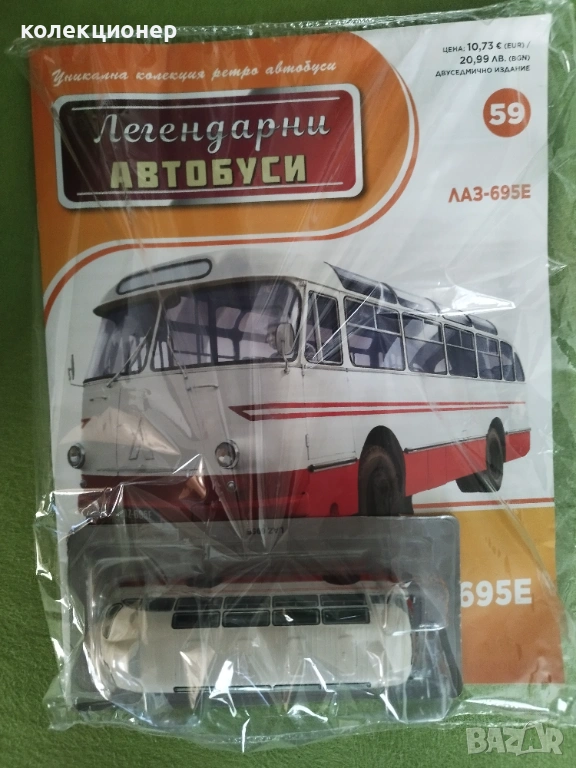 колекционер
Уникална колекция ретро автобуси
Легендарни
АВТОБУСИ
ЦЕНА: 10,73 € (EUR) /
20,99 ЛВ. (BGN)
ДВУСЕДМИЧНО ИЗДАНИЕ
59
ЛАЗ-695Е
695Е
BAZAR